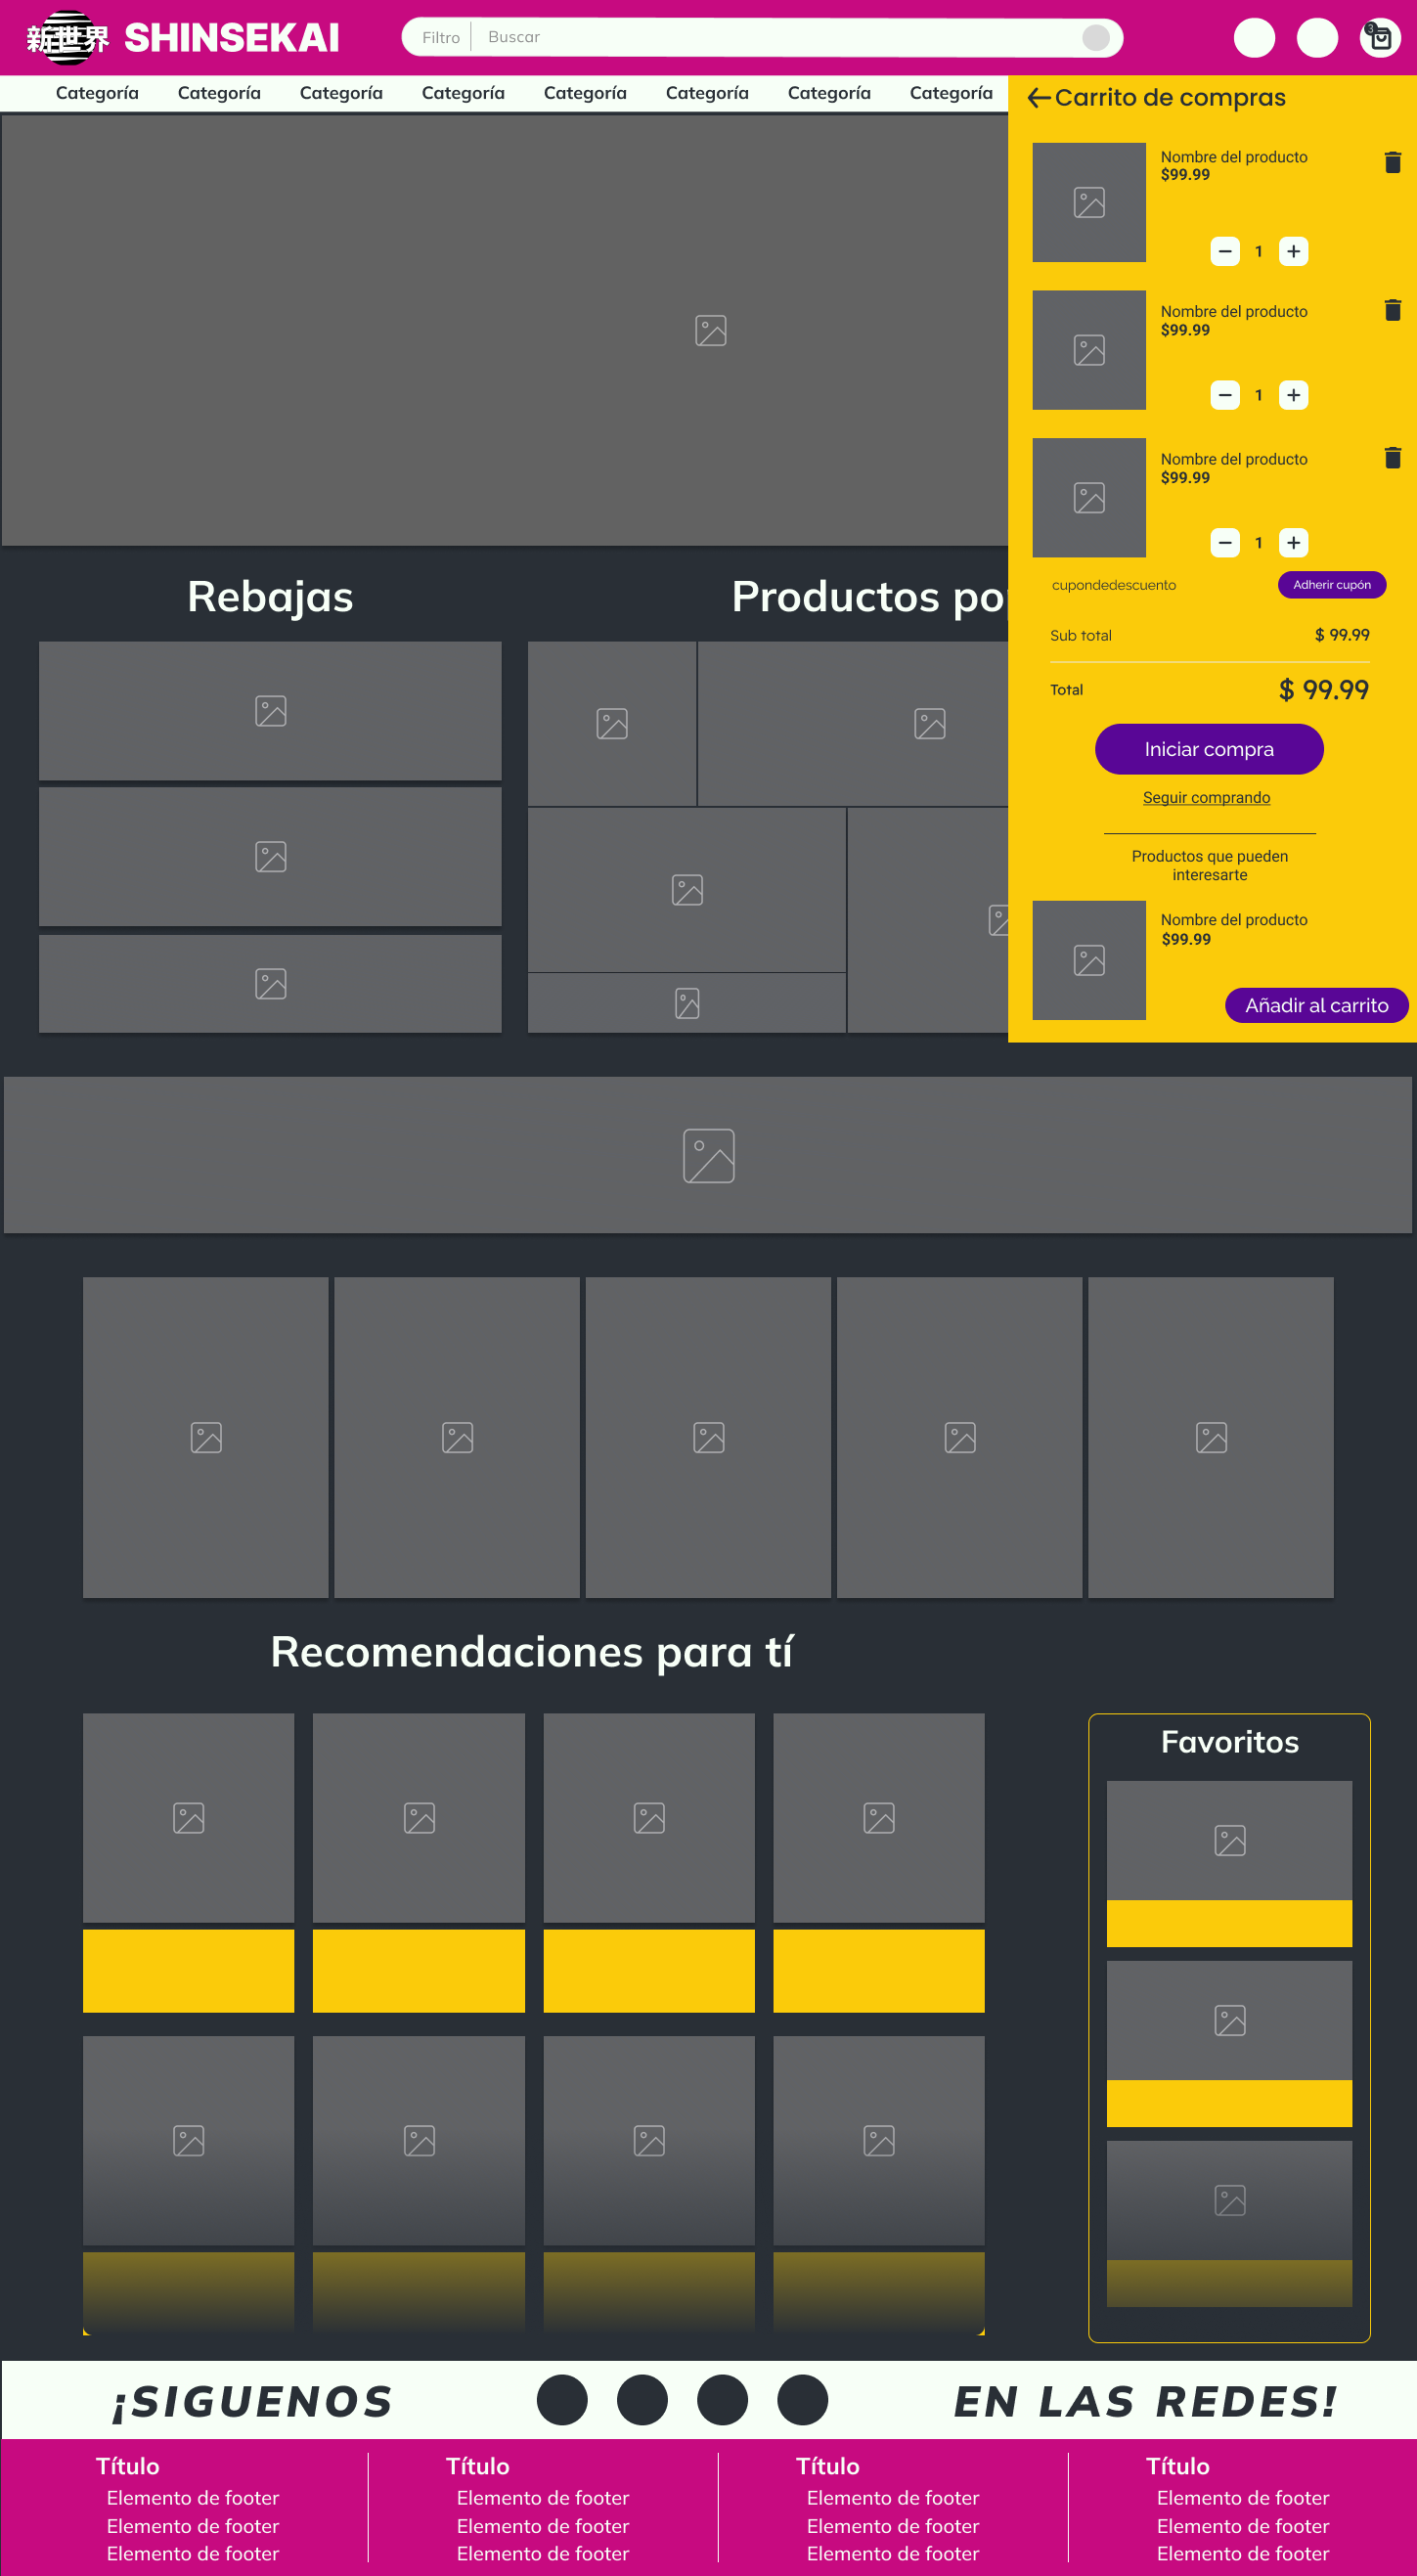 新世界 SHINSEKAI
Filtro
Buscar
3
Categoría Categoría Categoría Categoría Categoría Categoría Categoría Categoría
Carrito de compras
Nombre del producto
$99.99
1
Nombre del producto
$99.99
1
Nombre del producto
$99.99
1
cupondedescuento
Adherir cupón
Sub total
$ 99.99
Total
$ 99.99
Iniciar compra
Seguir comprando
Productos que pueden
interesarte
Nombre del producto
$99.99
Añadir al carrito
Rebajas
Productos po
Recomendaciones para tí
Favoritos
¡SIGUENOS
EN LAS REDES!
Título
Elemento de footer
Elemento de footer
Elemento de footer
Título
Elemento de footer
Elemento de footer
Elemento de footer
Título
Elemento de footer
Elemento de footer
Elemento de footer
Título
Elemento de footer
Elemento de footer
Elemento de footer